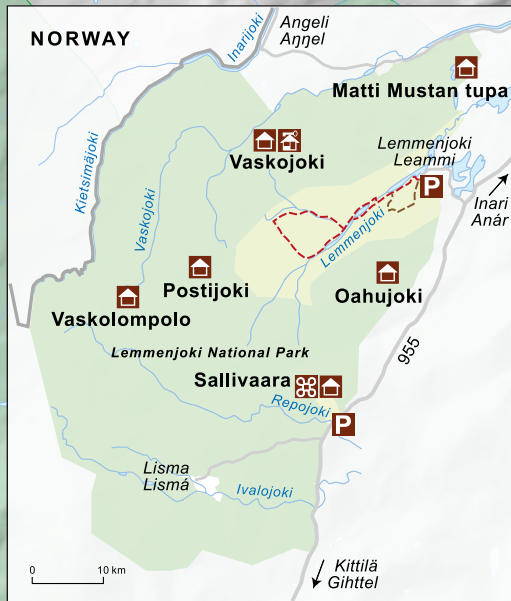 NORWAY
Angeli
Aŋŋel
Inarijoki
Matti Mustan tupa
Kietsimäjoki
Vaskojoki
Lemmenjoki
Leammi
P
Inari
Anár
Vaskojoki
Lemmenjoki
Postijoki
Oahujoki
Vaskolompolo
Lemmenjoki National Park
955
Sallivaara
Repojoki
P
Lisma
Lismá
Ivalojoki
0 10 km
Kittilä
Gihttel